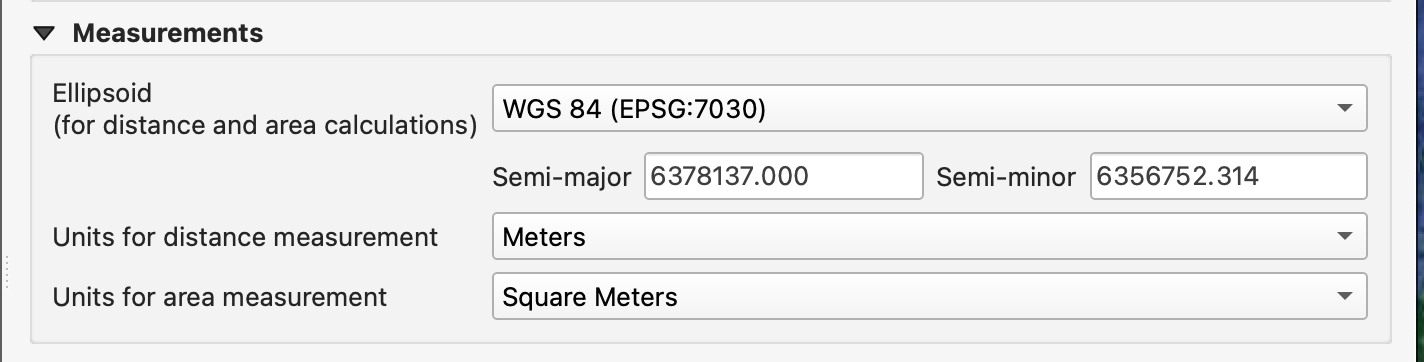 Measurements
Ellipsoid
(for distance and area calculations)
WGS 84 (EPSG:7030)
Semi-major 6378137.000 Semi-minor 6356752.314
Units for distance measurement Meters
Units for area measurement Square Meters